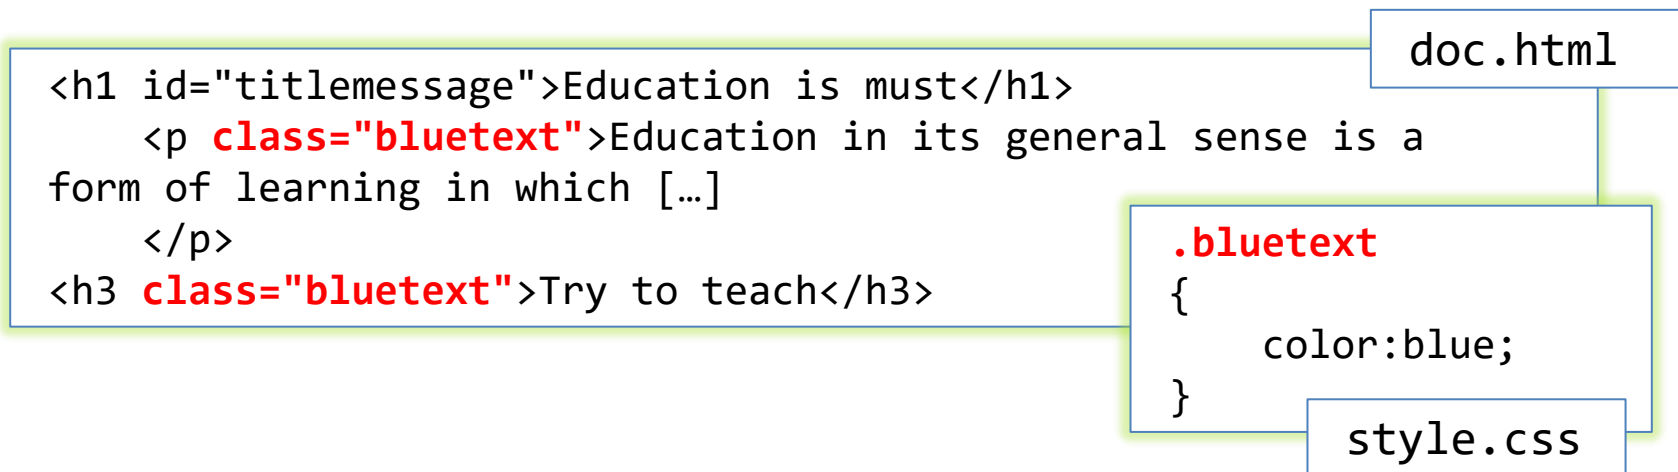 doc.html
<h1 id="titlemessage">Education is must</h1>
    <p class="bluetext">Education in its general sense is a
form of learning in which […]
    </p>
<h3 class="bluetext">Try to teach</h3>
.bluetext
{
    color:blue;
}
style.css